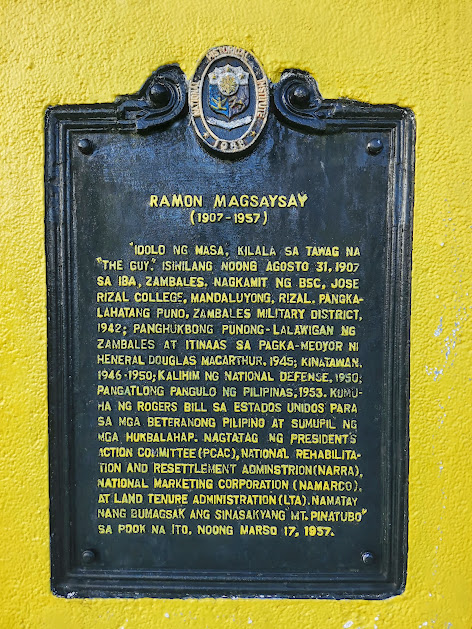 NATIONAL HISTORICAL INSTITUTE
RAMON MAGSAYSAY
(1907-1957)
"IDOLO NG MASA, KILALA SA TAWAG NA
"THE GUY." ISINILANG NOONG AGOSTO 31, 1907
SA IBA, ZAMBALES. NAGKAMIT NG BSC, JOSE
RIZAL COLLEGE, MANDALUYONG, RIZAL. PANGKA-
LAHATANG PUNO, ZAMBALES MILITARY DISTRICT,
1942; PANGHUKBONG PUNONG-LALAWIGAN NG
ZAMBALES AT ITINAAS SA PAGKA-MEDYOR NI
HENERAL DOUGLAS MACARTHUR, 1945; KINATAWAN,
1946-1950; KALIHIM NG NATIONAL DEFENSE, 1950;
PANGATLONG PANGULO NG PILIPINAS, 1953. KUMU-
HA NG ROGERS BILL SA ESTADOS UNIDOS PARA
SA MGA BETERANONG PILIPINO AT SUMUPIL NG
MGA HUKBALAHAP. NAGTATAG NG PRESIDENT'S
ACTION COMMITTEE (PCAC), NATIONAL REHABILITA-
TION AND RESETTLEMENT ADMINSTRION (NARRA),
NATIONAL MARKETING CORPORATION (NAMARCO),
AT LAND TENURE ADMINISTRATION (LTA). NAMATAY
NANG BUMAGSAK ANG SINASAKYANG "MT. PINATUBO"
SA POOK NA ITO, NOONG MARSO 17, 1957.